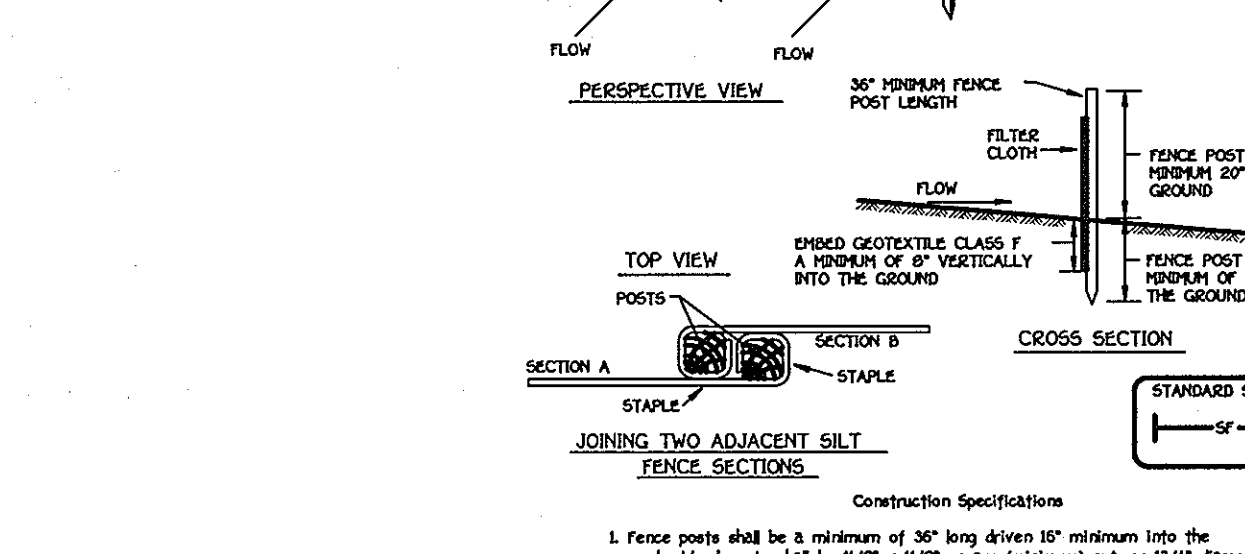 FLOW
FLOW
PERSPECTIVE VIEW
36" MINIMUM FENCE
POST LENGTH
FILTER
CLOTH
FENCE POST
MINIMUM 20"
GROUND
FLOW
EMBED GEOTEXTILE CLASS F
A MINIMUM OF 8" VERTICALLY
INTO THE GROUND
FENCE POST
MINIMUM OF
THE GROUND
TOP VIEW
POSTS
SECTION B
SECTION A
STAPLE
STAPLE
CROSS SECTION
STANDARD S
SF
JOINING TWO ADJACENT SILT
FENCE SECTIONS
Construction Specifications
1. Fence posts shall be a minimum of 36" long driven 16" minimum into the